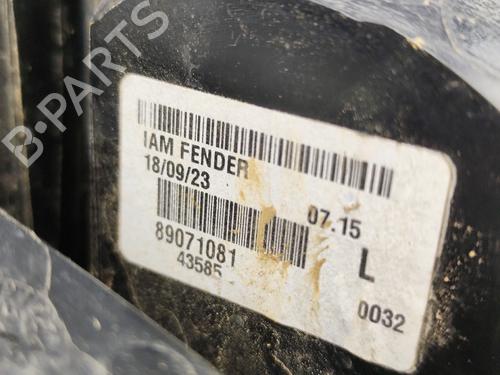 B-PARTS
IAM FENDER
18/09/23
07.15
89071081
L
43585
0032